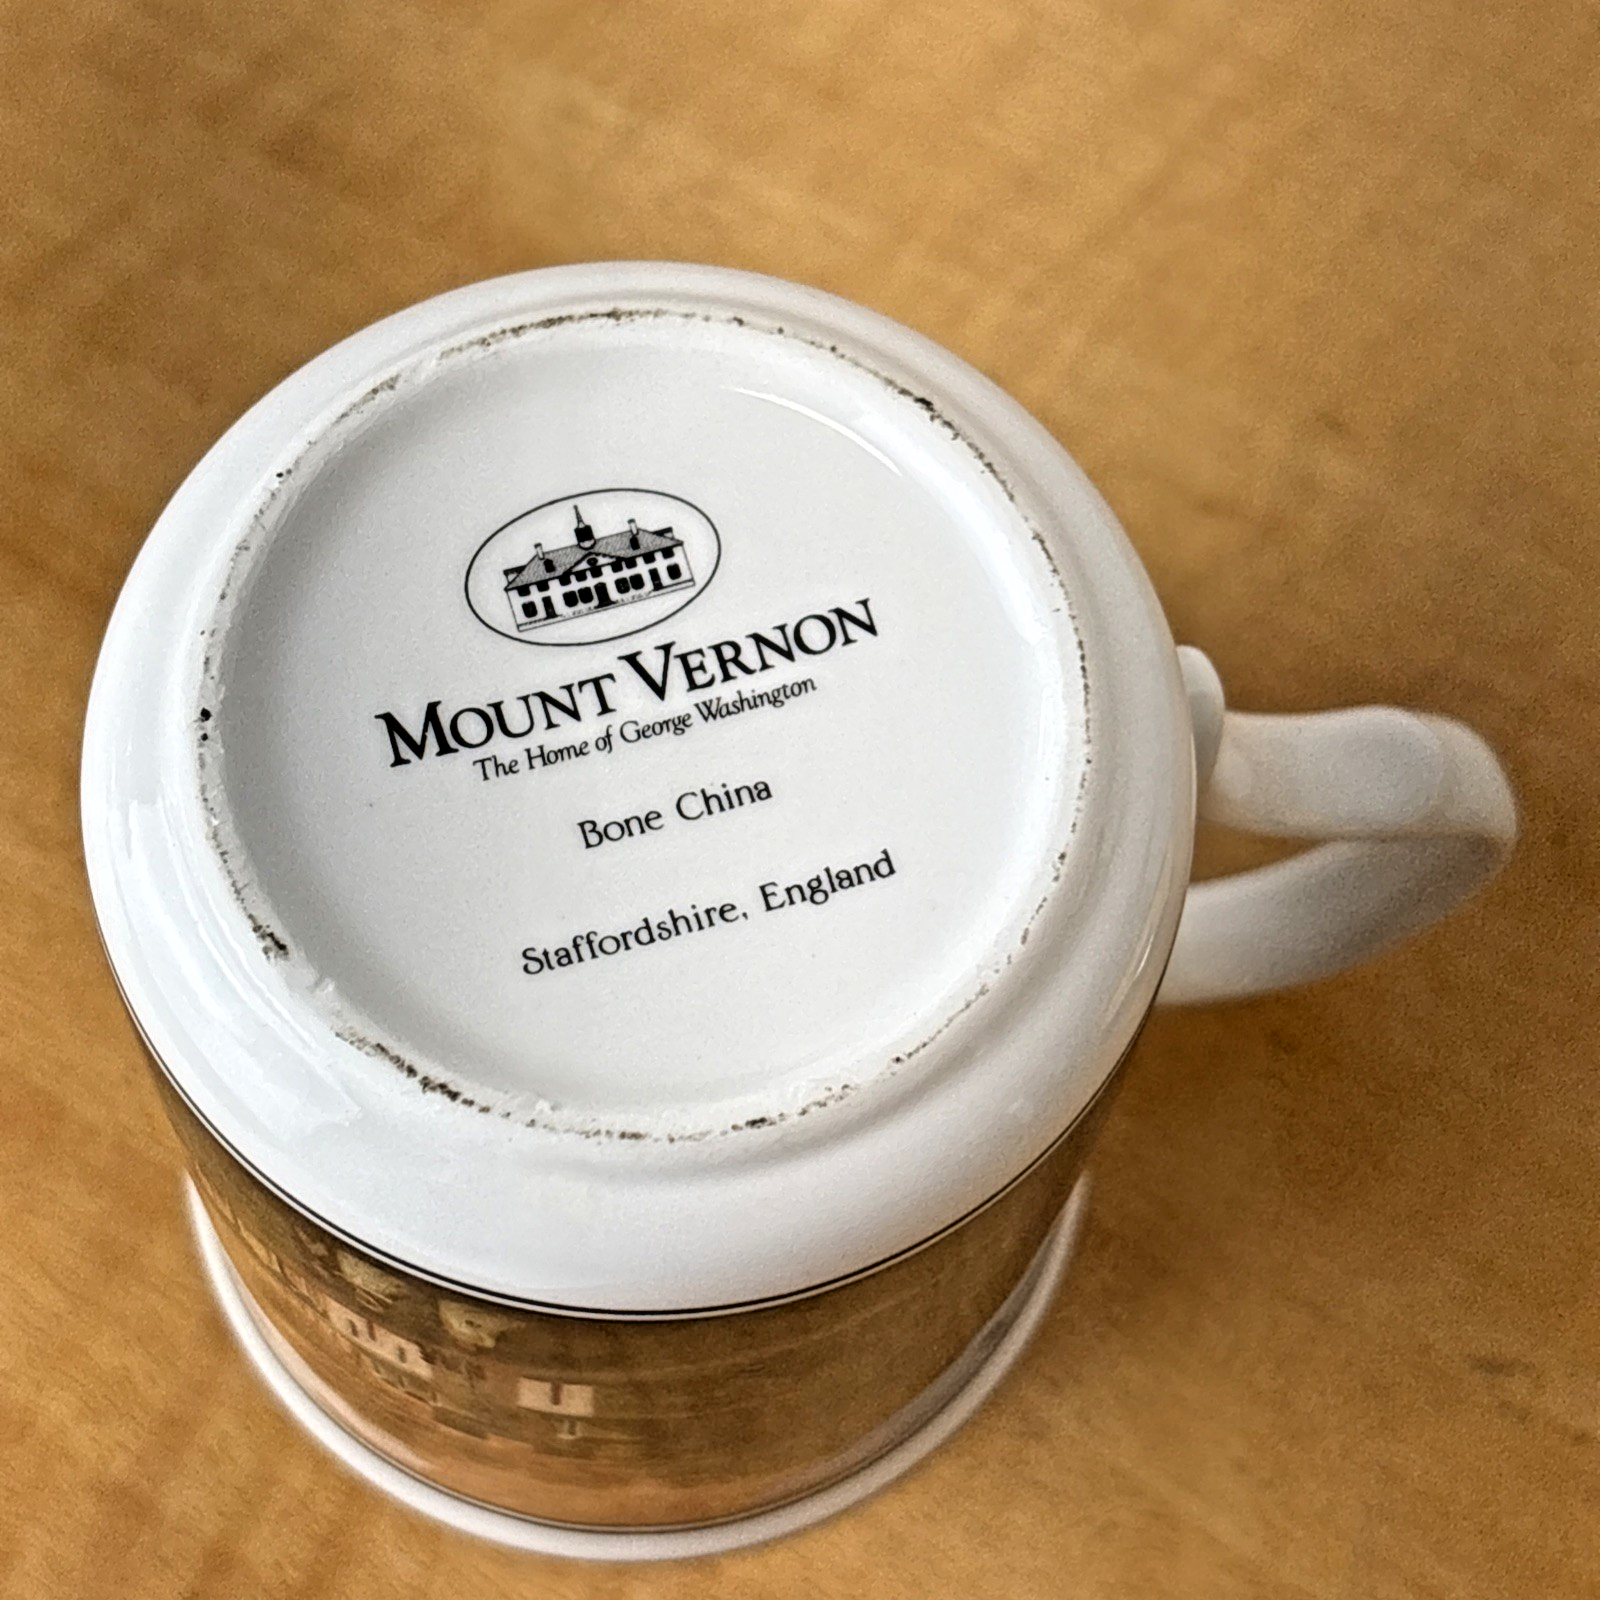 MOUNT VERNON
The Home of George Washington
Bone China
Staffordshire, England